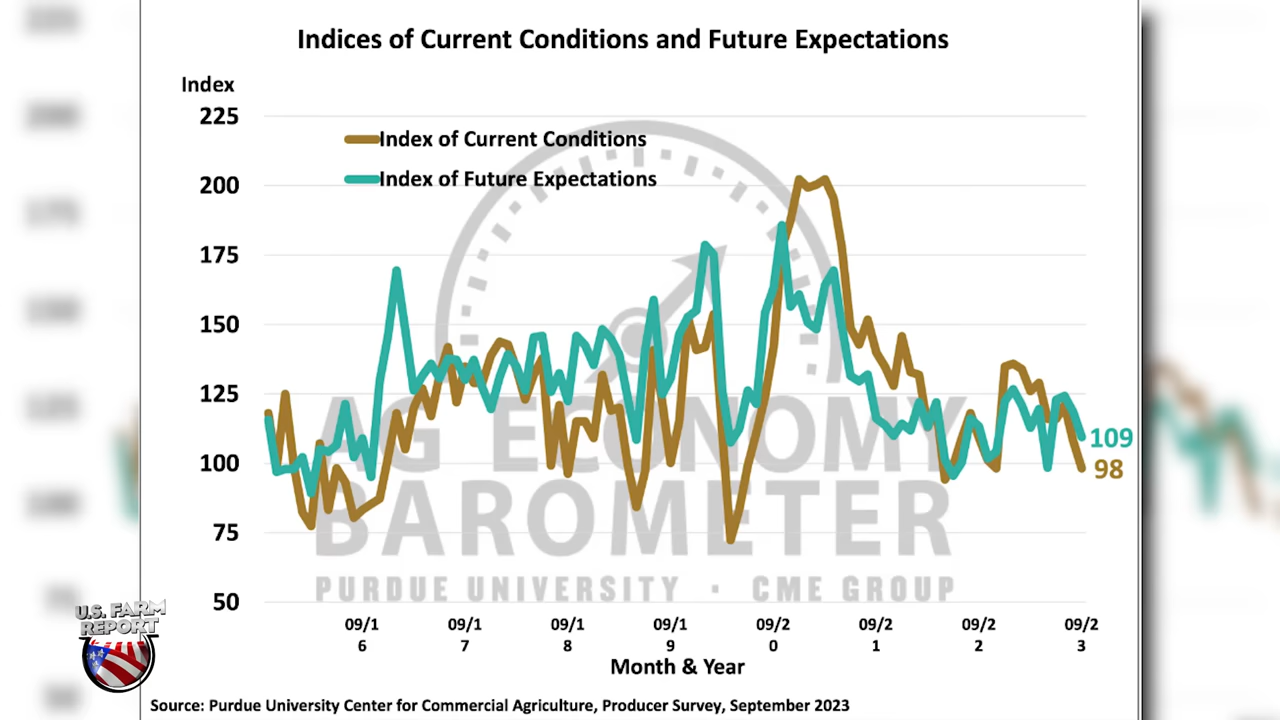 Indices of Current Conditions and Future Expectations
Index
225
Index of Current Conditions
200
Index of Future Expectations
175
150
125
109
100
98
75
50
AG ECONOMY
BAROMETER
PURDUE UNIVERSITY · CME GROUP
09/1 09/1 09/1 09/1 09/2 09/2 09/2 09/2
6 7 8 9 0 1 2 3
Month & Year
U.S. FARM
REPORT
Source: Purdue University Center for Commercial Agriculture, Producer Survey, September 2023